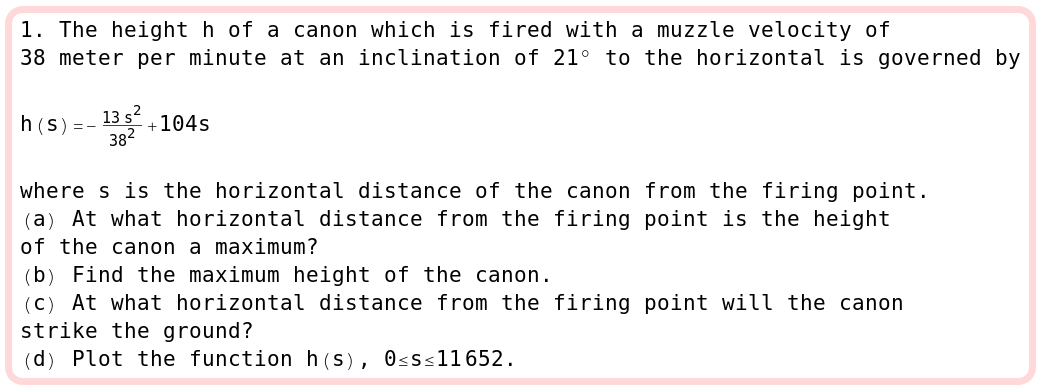 1. The height h of a canon which is fired with a muzzle velocity of
38 meter per minute at an inclination of 21° to the horizontal is governed by
h(s)=-\frac{13 s^2}{38^2}+104s
where s is the horizontal distance of the canon from the firing point.
(a) At what horizontal distance from the firing point is the height
of the canon a maximum?
(b) Find the maximum height of the canon.
(c) At what horizontal distance from the firing point will the canon
strike the ground?
(d) Plot the function h(s), 0≤s≤11652.